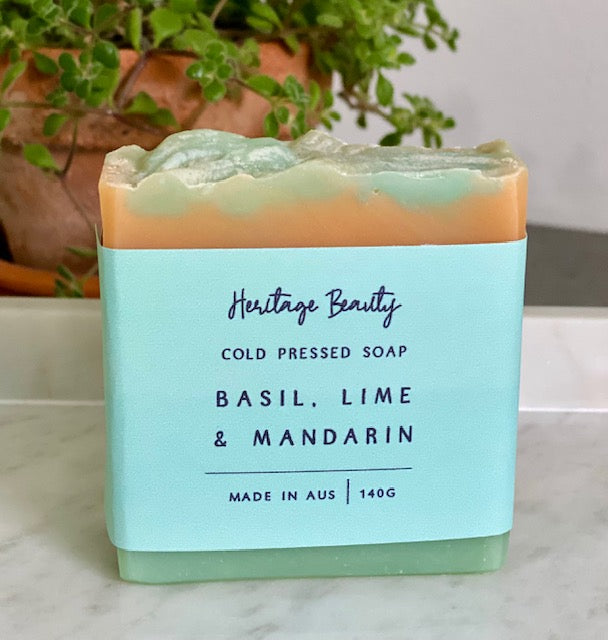 Heritage Beauty
COLD PRESSED SOAP
BASIL, LIME
& MANDARIN
MADE IN AUS | 140G